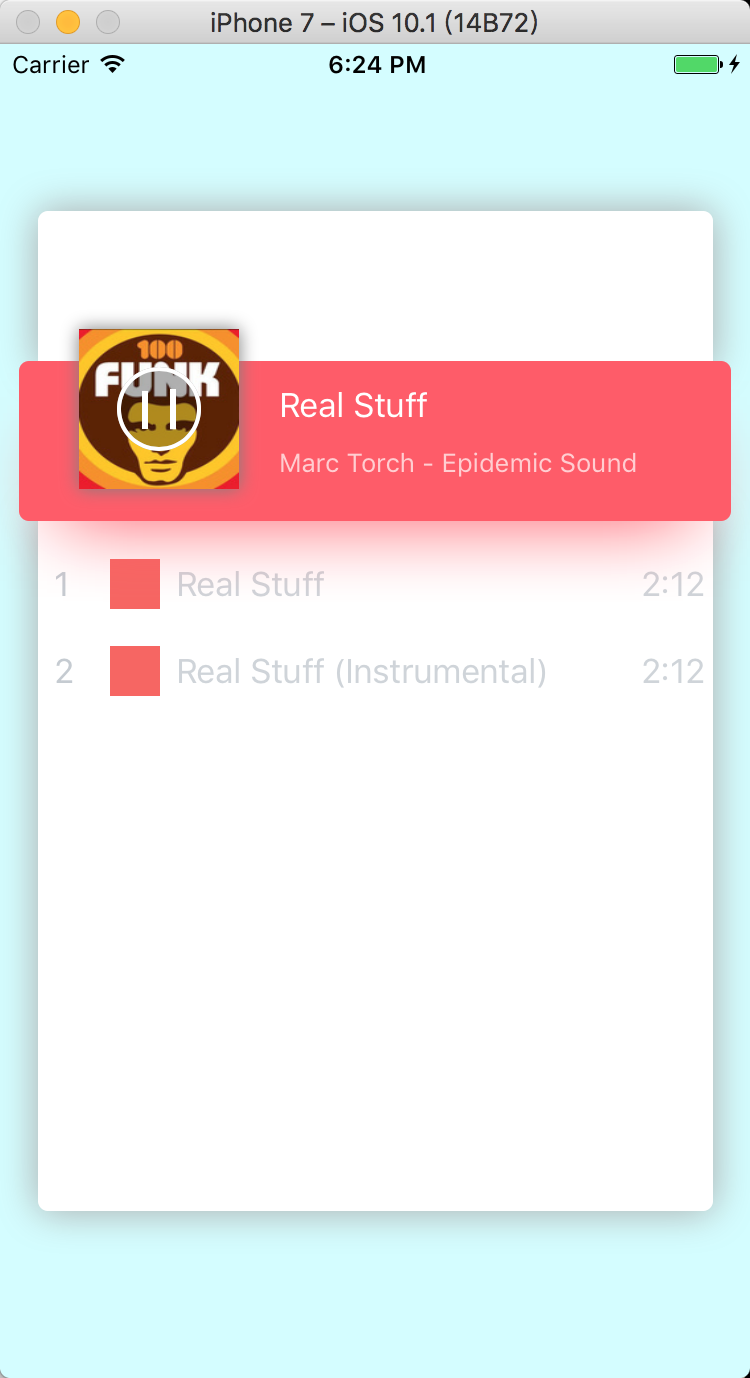 iPhone 7 – iOS 10.1 (14B72)
Carrier 6:24 PM
100
FUNK
Real Stuff
Marc Torch - Epidemic Sound
1 Real Stuff 2:12
2 Real Stuff (Instrumental) 2:12